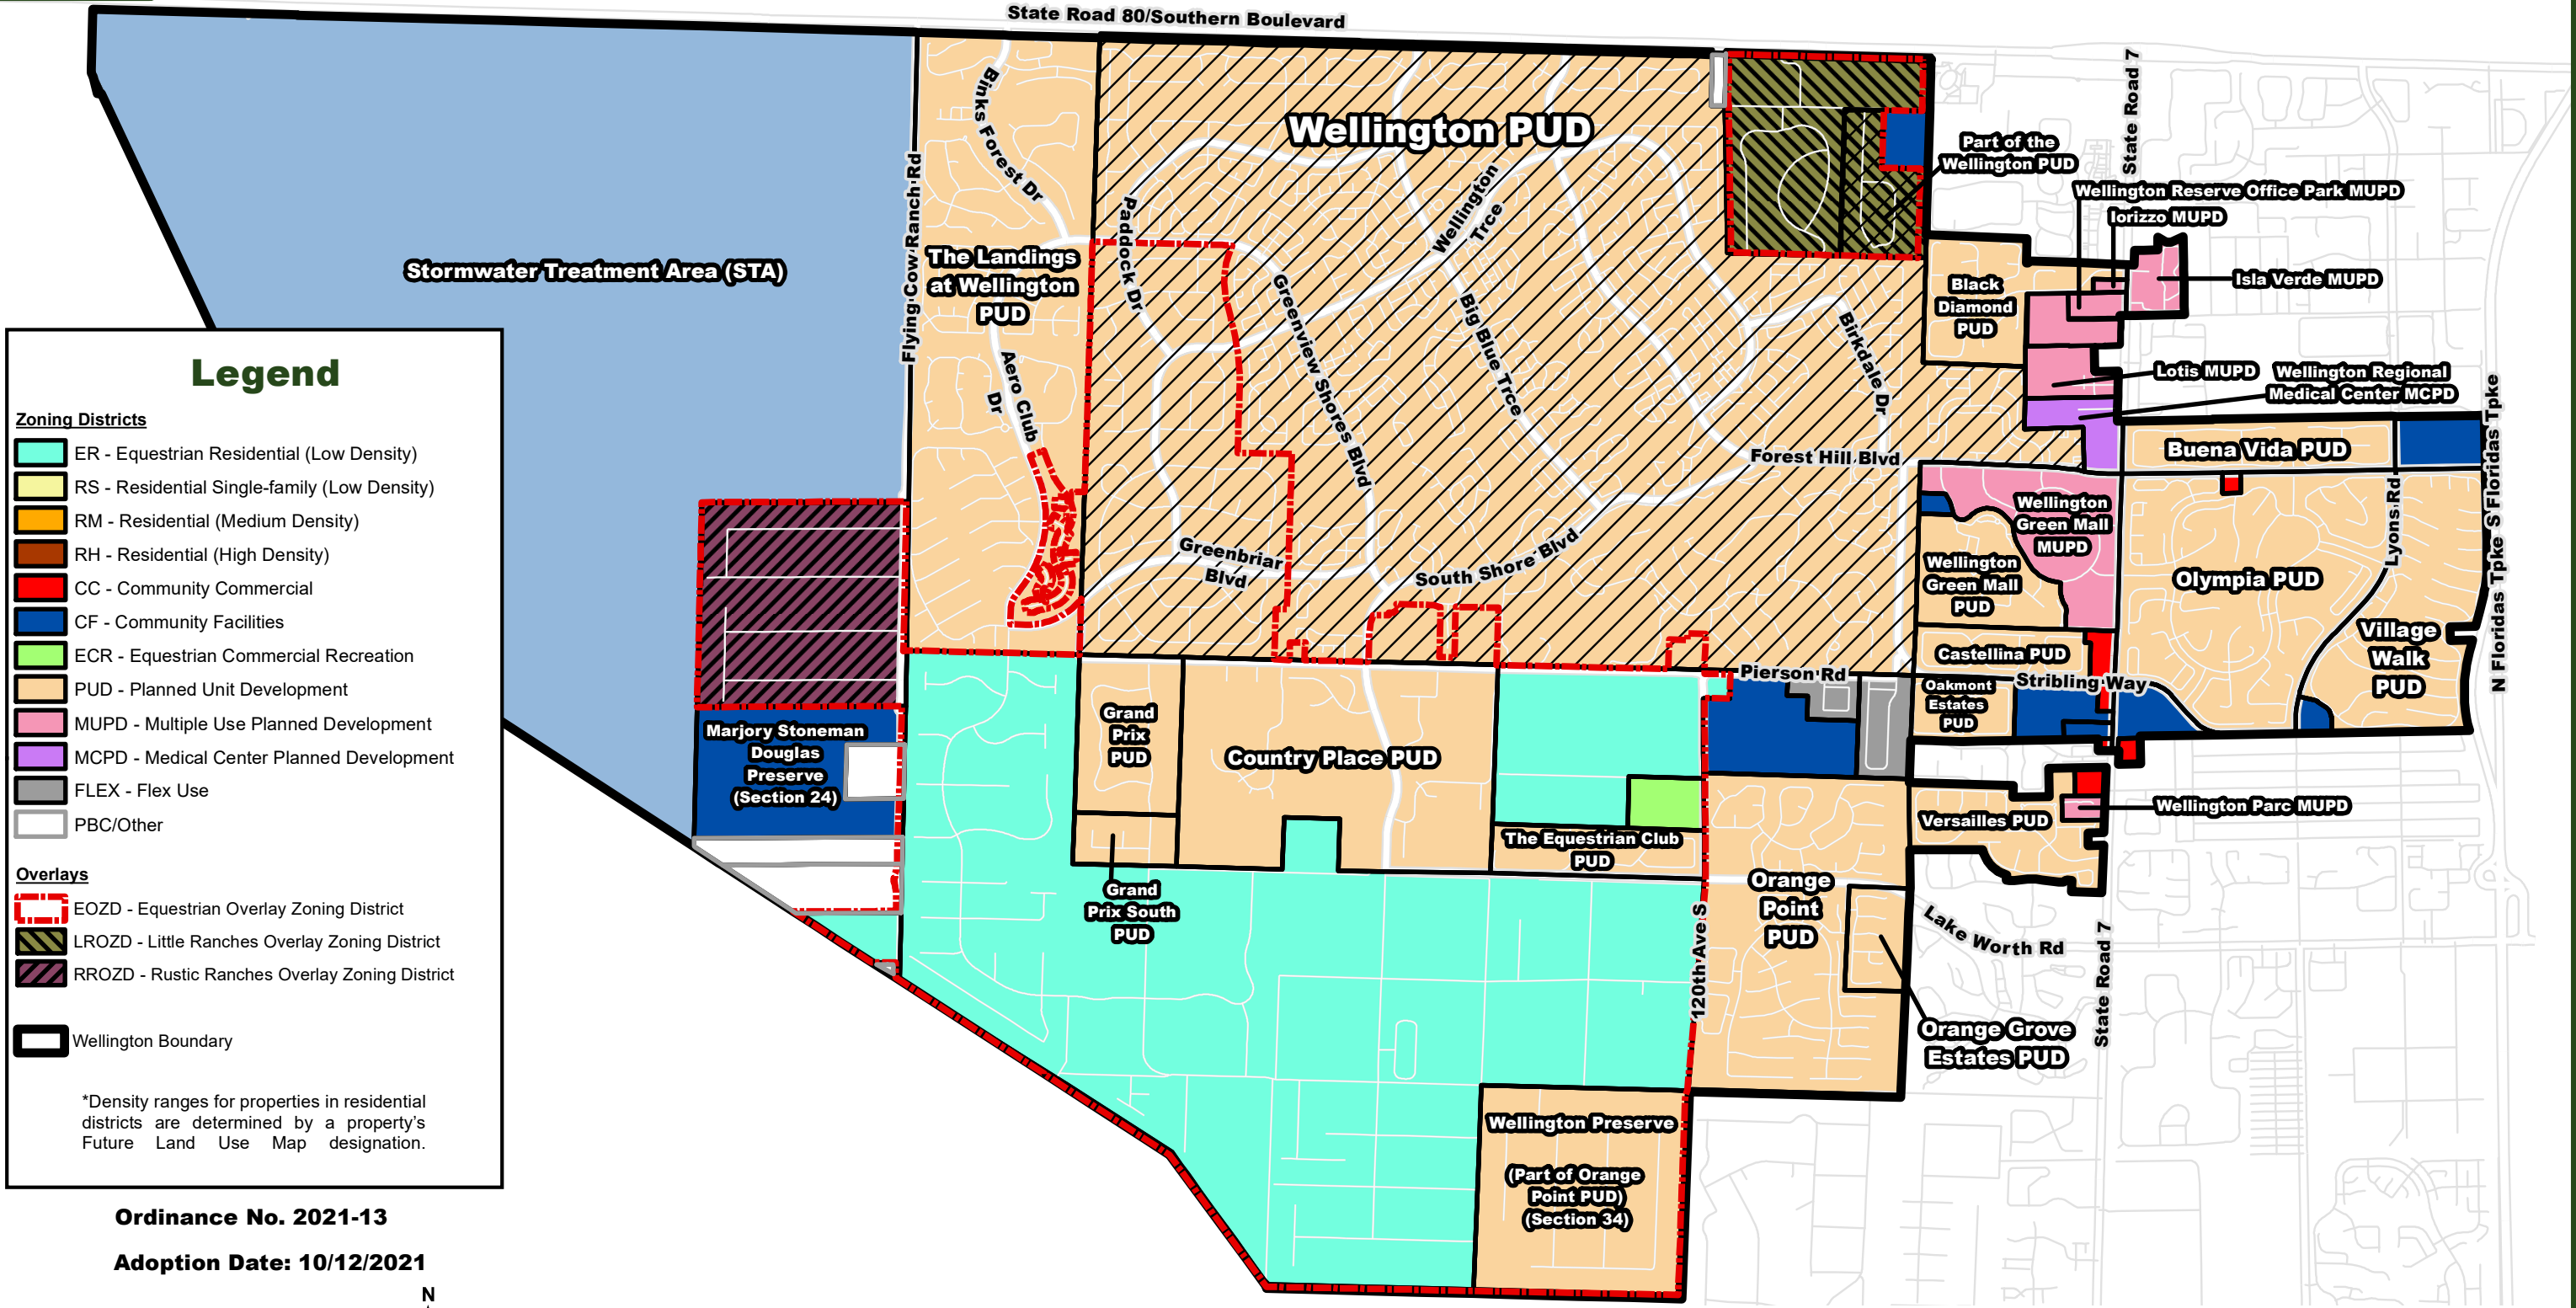 State Road 80/Southern Boulevard
Binks Forest Dr
Flying Cow Ranch Rd
Stormwater Treatment Area (STA)
The Landings
at Wellington
PUD
Aero Club
Dr
Wellington PUD
Paddock Dr
Greenview Shores Blvd
Wellington
Trce
Big Blue Trce
Birkdale Dr
Forest Hill Blvd
South Shore Blvd
Greenbriar
Blvd
Part of the
Wellington PUD
State Road 7
Wellington Reserve Office Park MUPD
Iorizzo MUPD
Isla Verde MUPD
Black
Diamond
PUD
Lotis MUPD
Wellington Regional
Medical Center MCPD
Buena Vida PUD
N Floridas Tpke S Floridas Tpke
Lyons Rd
Wellington
Green Mall
MUPD
Wellington
Green Mall
PUD
Olympia PUD
Village
Walk
PUD
Castellina PUD
Pierson Rd
Stribling Way
Oakmont
Estates
PUD
Marjory Stoneman
Douglas
Preserve
(Section 24)
Grand
Prix
PUD
Country Place PUD
Grand
Prix South
PUD
The Equestrian Club
PUD
Orange
Point
PUD
Versailles PUD
Wellington Parc MUPD
Lake Worth Rd
120th Ave S
State Road 7
Orange Grove
Estates PUD
Wellington Preserve
(Part of Orange
Point PUD)
(Section 34)
Legend
Zoning Districts
ER - Equestrian Residential (Low Density)
RS - Residential Single-family (Low Density)
RM - Residential (Medium Density)
RH - Residential (High Density)
CC - Community Commercial
CF - Community Facilities
ECR - Equestrian Commercial Recreation
PUD - Planned Unit Development
MUPD - Multiple Use Planned Development
MCPD - Medical Center Planned Development
FLEX - Flex Use
PBC/Other
Overlays
EOZD - Equestrian Overlay Zoning District
LROZD - Little Ranches Overlay Zoning District
RROZD - Rustic Ranches Overlay Zoning District
Wellington Boundary
*Density ranges for properties in residential
districts are determined by a property's
Future Land Use Map designation.
Ordinance No. 2021-13
Adoption Date: 10/12/2021
N